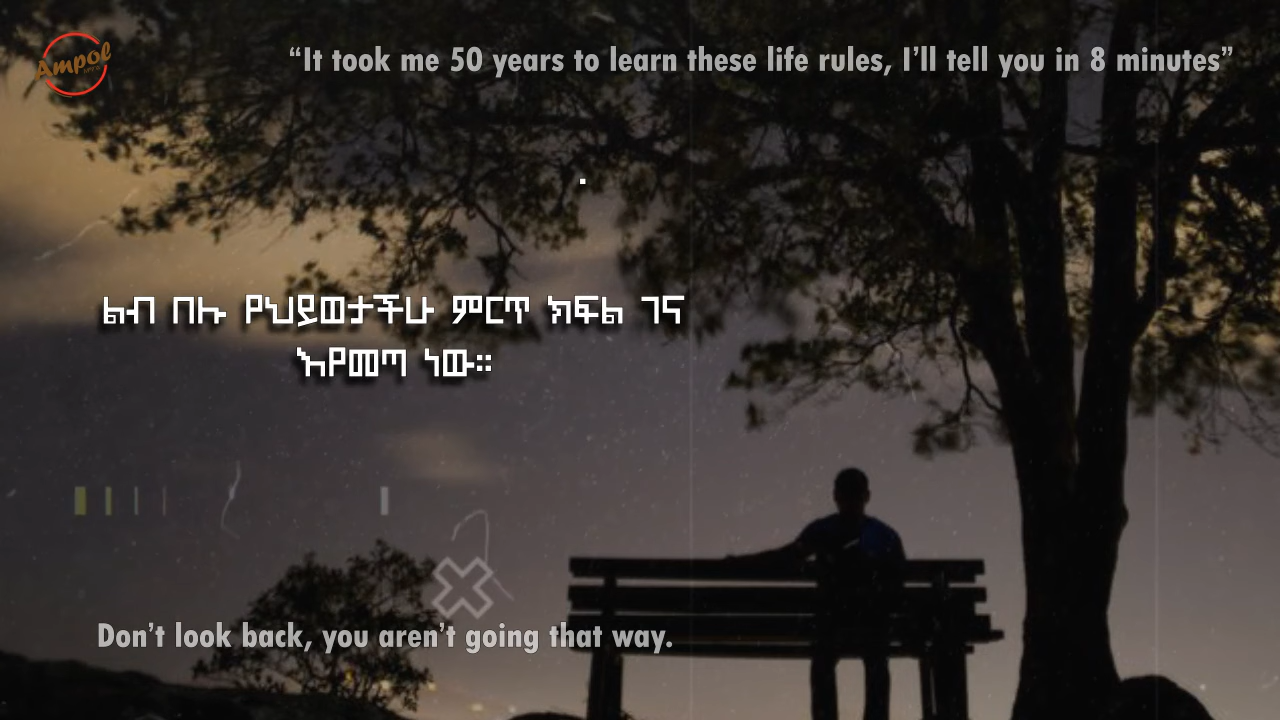 Ampol
“It took me 50 years to learn these life rules, I’ll tell you in 8 minutes”
ልብ በሉ የህይወታችሁ ምርጥ ክፍል ገና
እየመጣ ነው።
Don’t look back, you aren’t going that way.